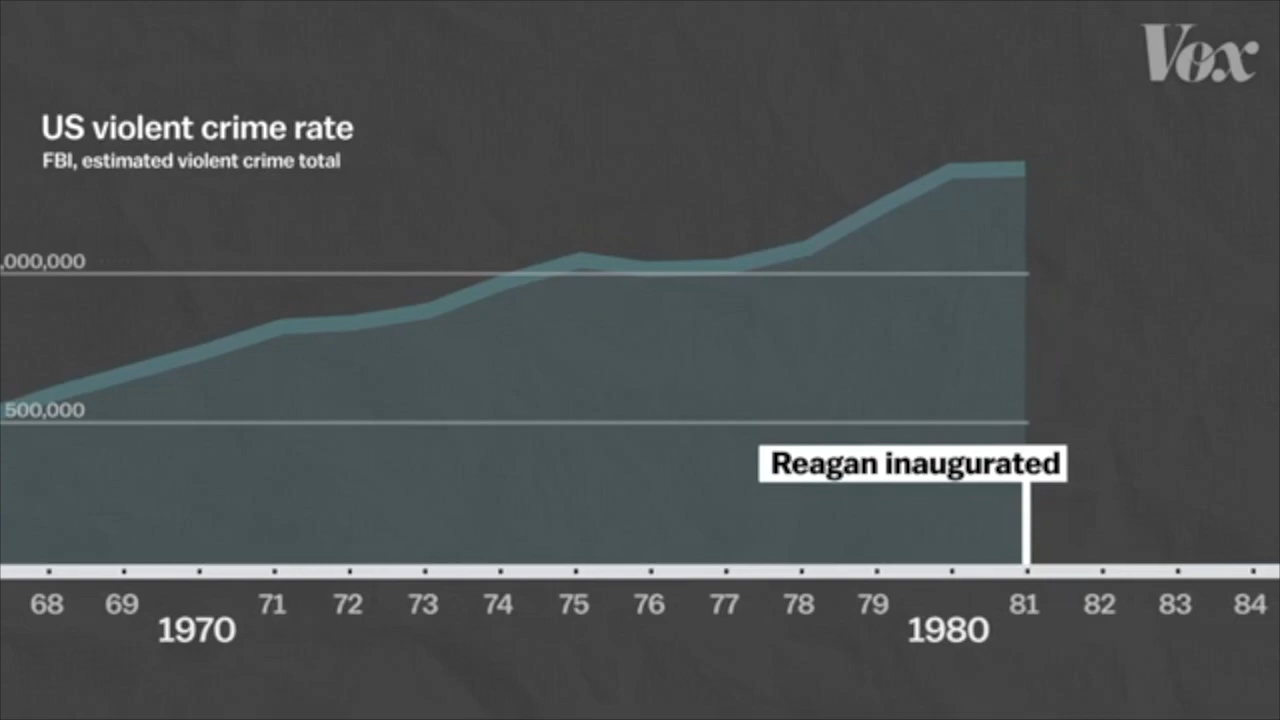 Vox
US violent crime rate
FBI, estimated violent crime total
,000,000
500,000
Reagan inaugurated
68 69 71 72 73 74 75 76 77 78 79 81 82 83 84
1970 1980